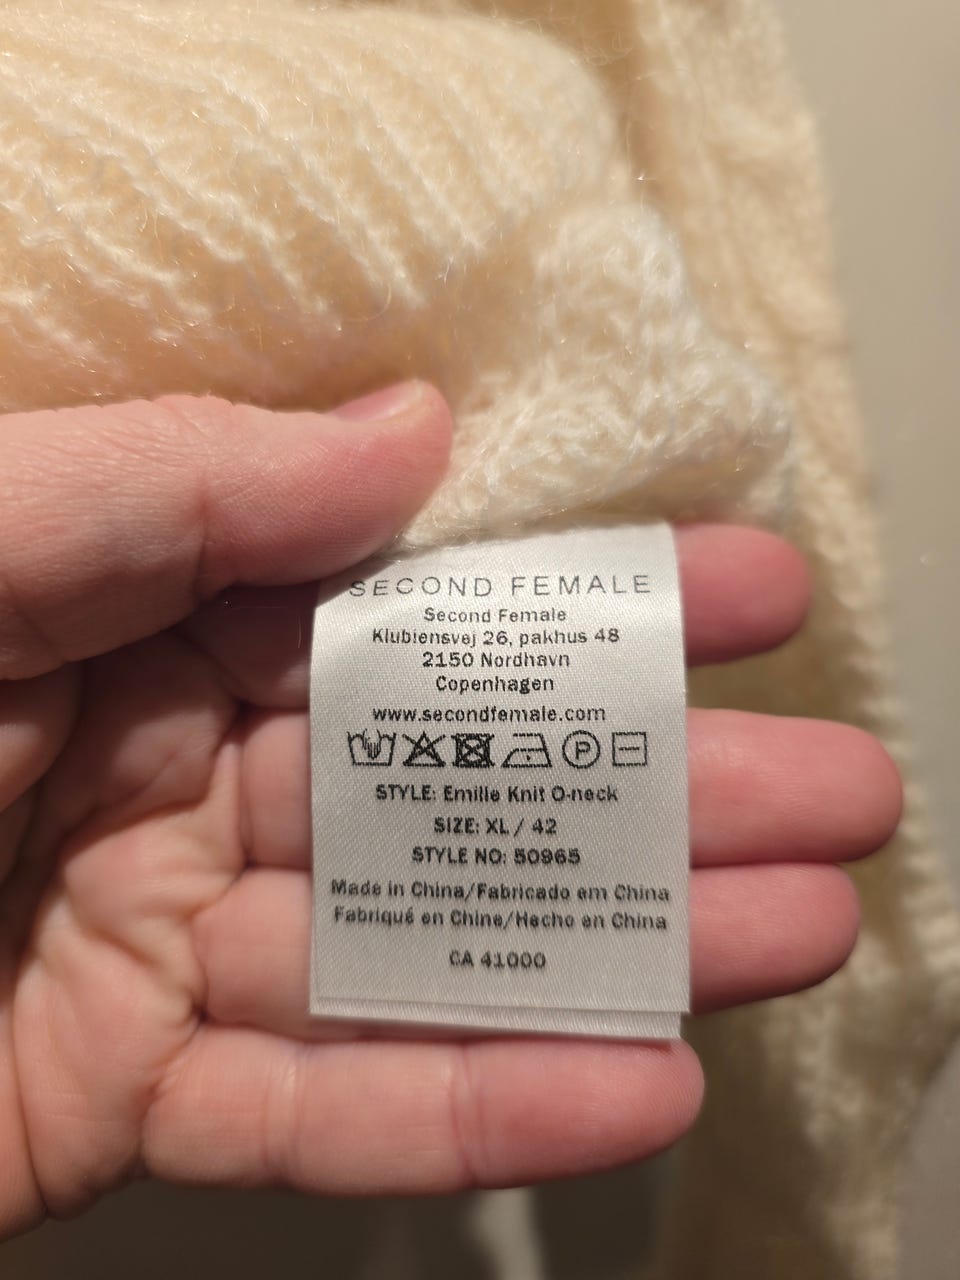 SECOND FEMALE
Second Female
Klubiensvej 26, pakhus 48
2150 Nordhavn
Copenhagen
www.secondfemale.com
P
STYLE: Emille Knit O-neck
SIZE: XL / 42
STYLE NO: 50965
Made in China/Fabricado em China
Fabriqué en Chine/Hecho en China
CA 41000